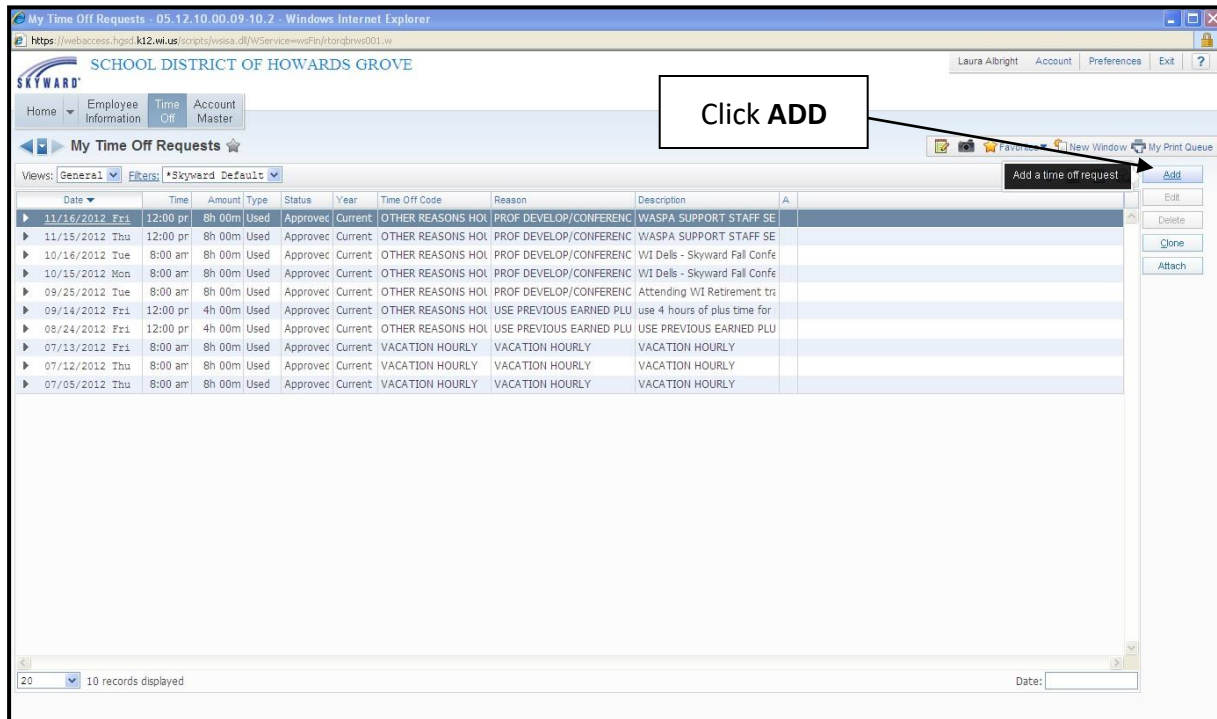 My Time Off Requests - 05.12.10.00.09-10.2 - Windows Internet Explorer
https://webaccess.hgsd.k12.wi.us/scripts/wsisa.dll/WService=wsFin/rtorqbrws001.w
SKYWARD
SCHOOL DISTRICT OF HOWARDS GROVE
Laura Albright Account Preferences Exit ?
Home Employee Information Time Off Account Master
Click ADD
My Time Off Requests
Favorites New Window My Print Queue
Views: General Filters: *Skyward Default
Add a time off request
Add
Edit
Delete
Clone
Attach
Date Time Amount Type Status Year Time Off Code Reason Description A
11/16/2012 Fri 12:00 pr 8h 00m Used Approvec Current OTHER REASONS HOU PROF DEVELOP/CONFERENC WASPA SUPPORT STAFF SE
11/15/2012 Thu 12:00 pr 8h 00m Used Approvec Current OTHER REASONS HOU PROF DEVELOP/CONFERENC WASPA SUPPORT STAFF SE
10/16/2012 Tue 8:00 am 8h 00m Used Approvec Current OTHER REASONS HOU PROF DEVELOP/CONFERENC WI Dells - Skyward Fall Confe
10/15/2012 Mon 8:00 am 8h 00m Used Approvec Current OTHER REASONS HOU PROF DEVELOP/CONFERENC WI Dells - Skyward Fall Confe
09/25/2012 Tue 8:00 am 8h 00m Used Approvec Current OTHER REASONS HOU PROF DEVELOP/CONFERENC Attending WI Retirement tra
09/14/2012 Fri 12:00 pr 4h 00m Used Approvec Current OTHER REASONS HOU USE PREVIOUS EARNED PLU use 4 hours of plus time for
08/24/2012 Fri 12:00 pr 4h 00m Used Approvec Current OTHER REASONS HOU USE PREVIOUS EARNED PLU USE PREVIOUS EARNED PLU
07/13/2012 Fri 8:00 am 8h 00m Used Approvec Current VACATION HOURLY VACATION HOURLY VACATION HOURLY
07/12/2012 Thu 8:00 am 8h 00m Used Approvec Current VACATION HOURLY VACATION HOURLY VACATION HOURLY
07/05/2012 Thu 8:00 am 8h 00m Used Approvec Current VACATION HOURLY VACATION HOURLY VACATION HOURLY
20 10 records displayed Date: